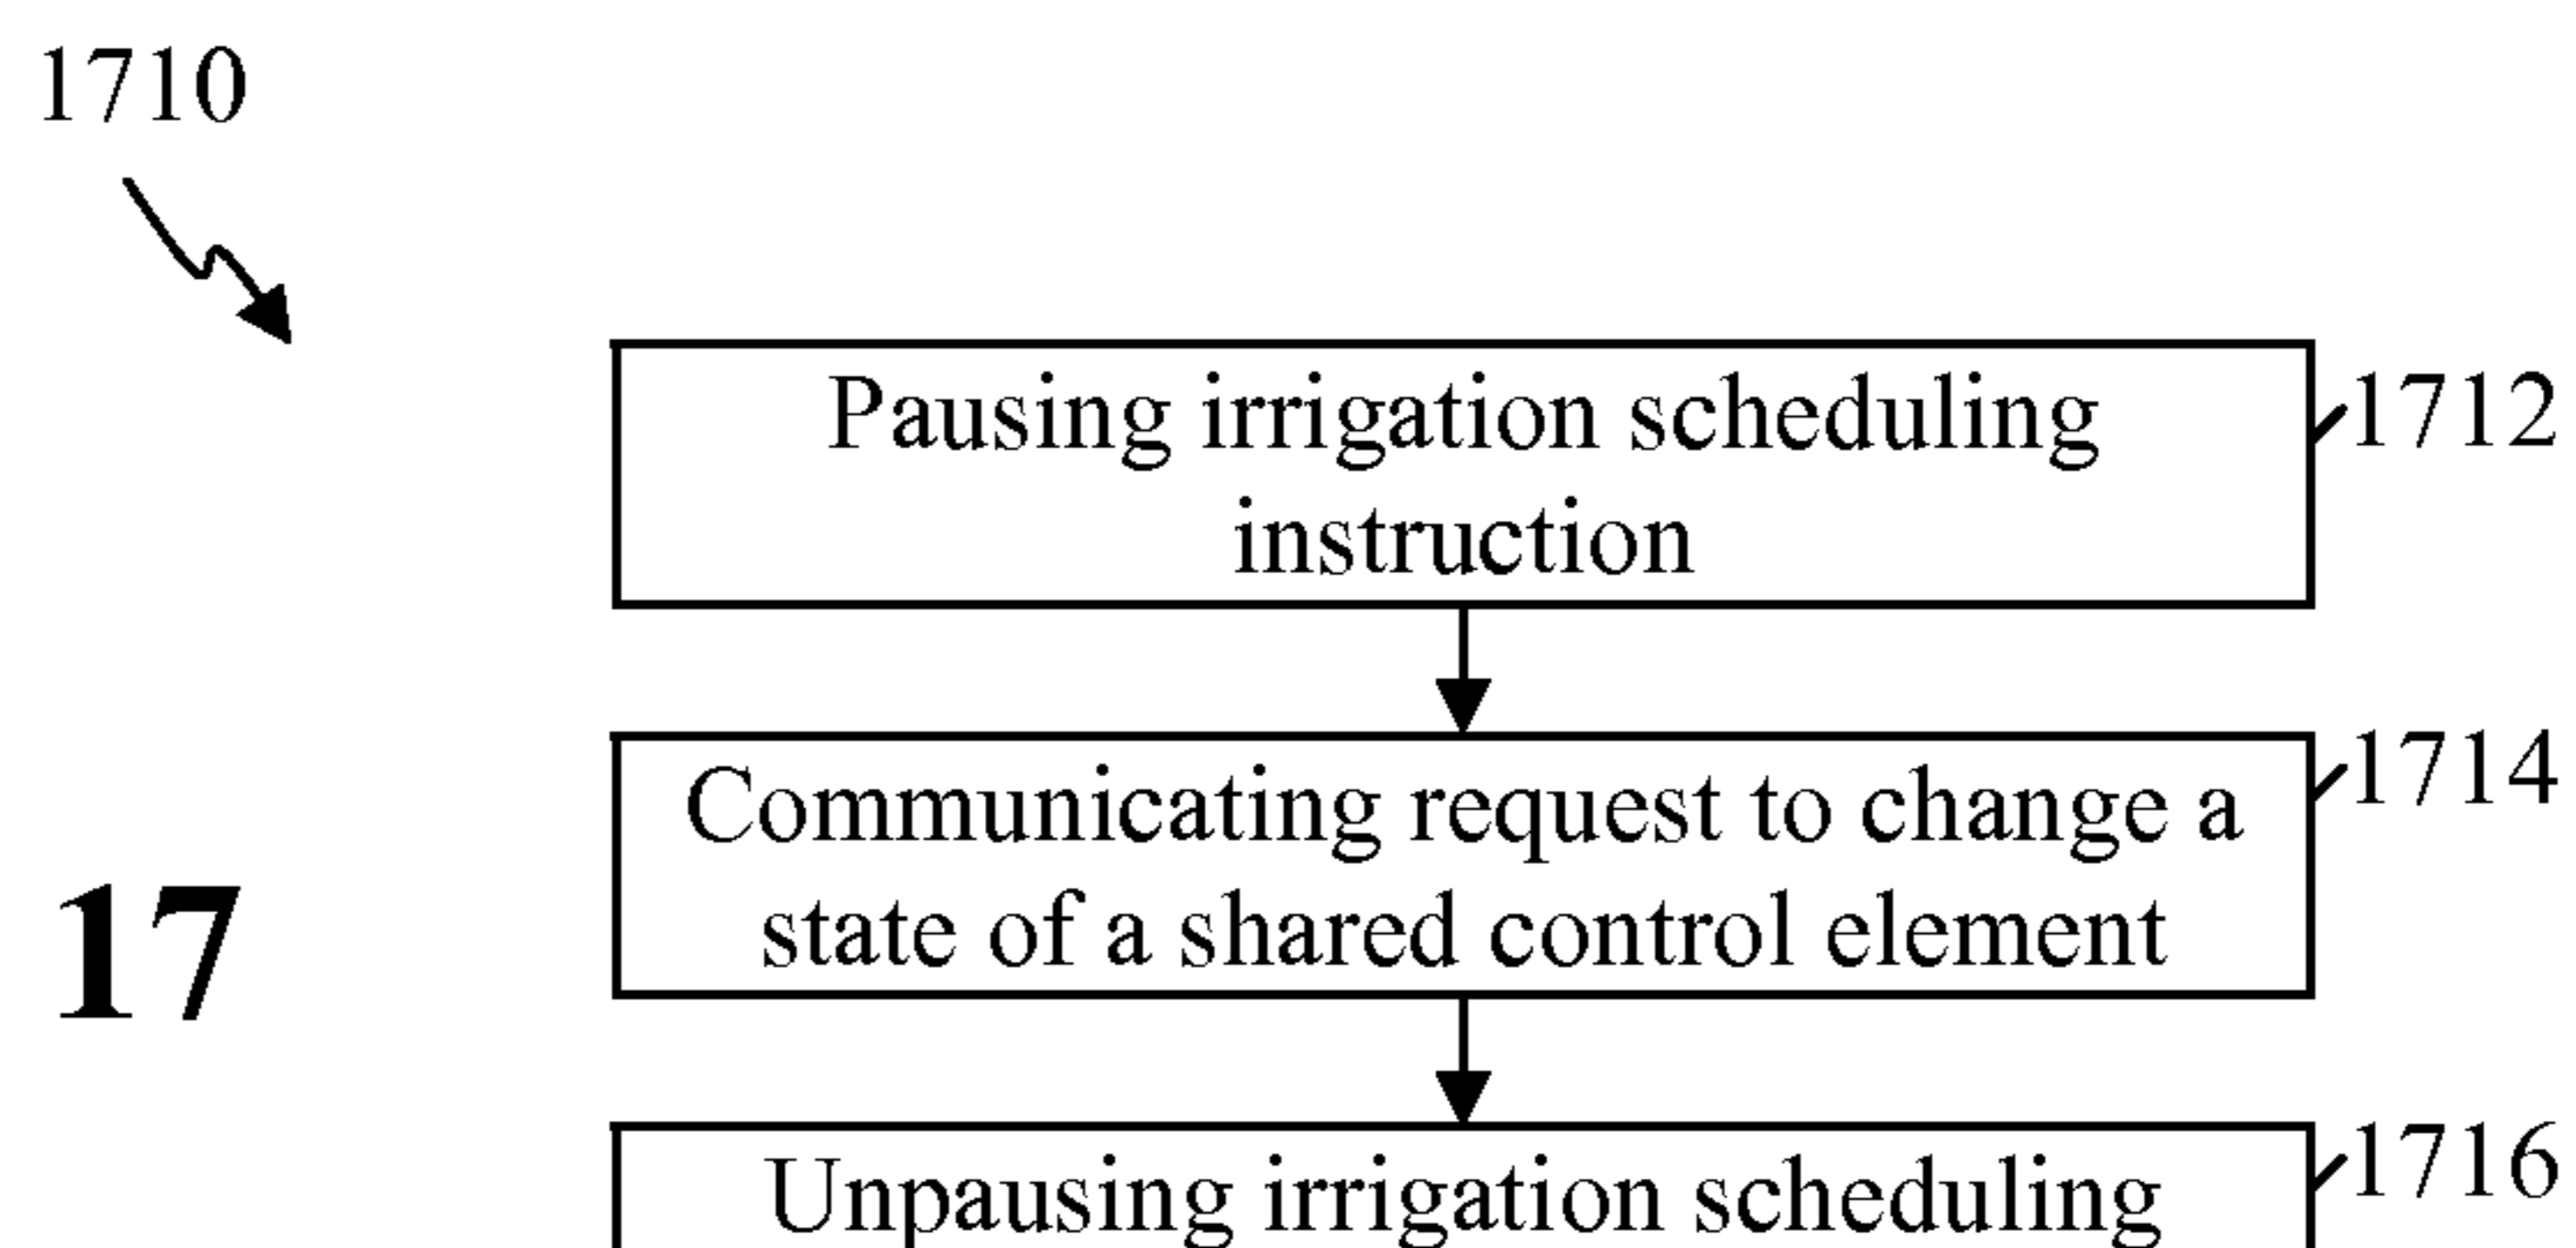 1710
Pausing irrigation scheduling
instruction
1712
Communicating request to change a
state of a shared control element
1714
17
Unpausing irrigation scheduling
1716